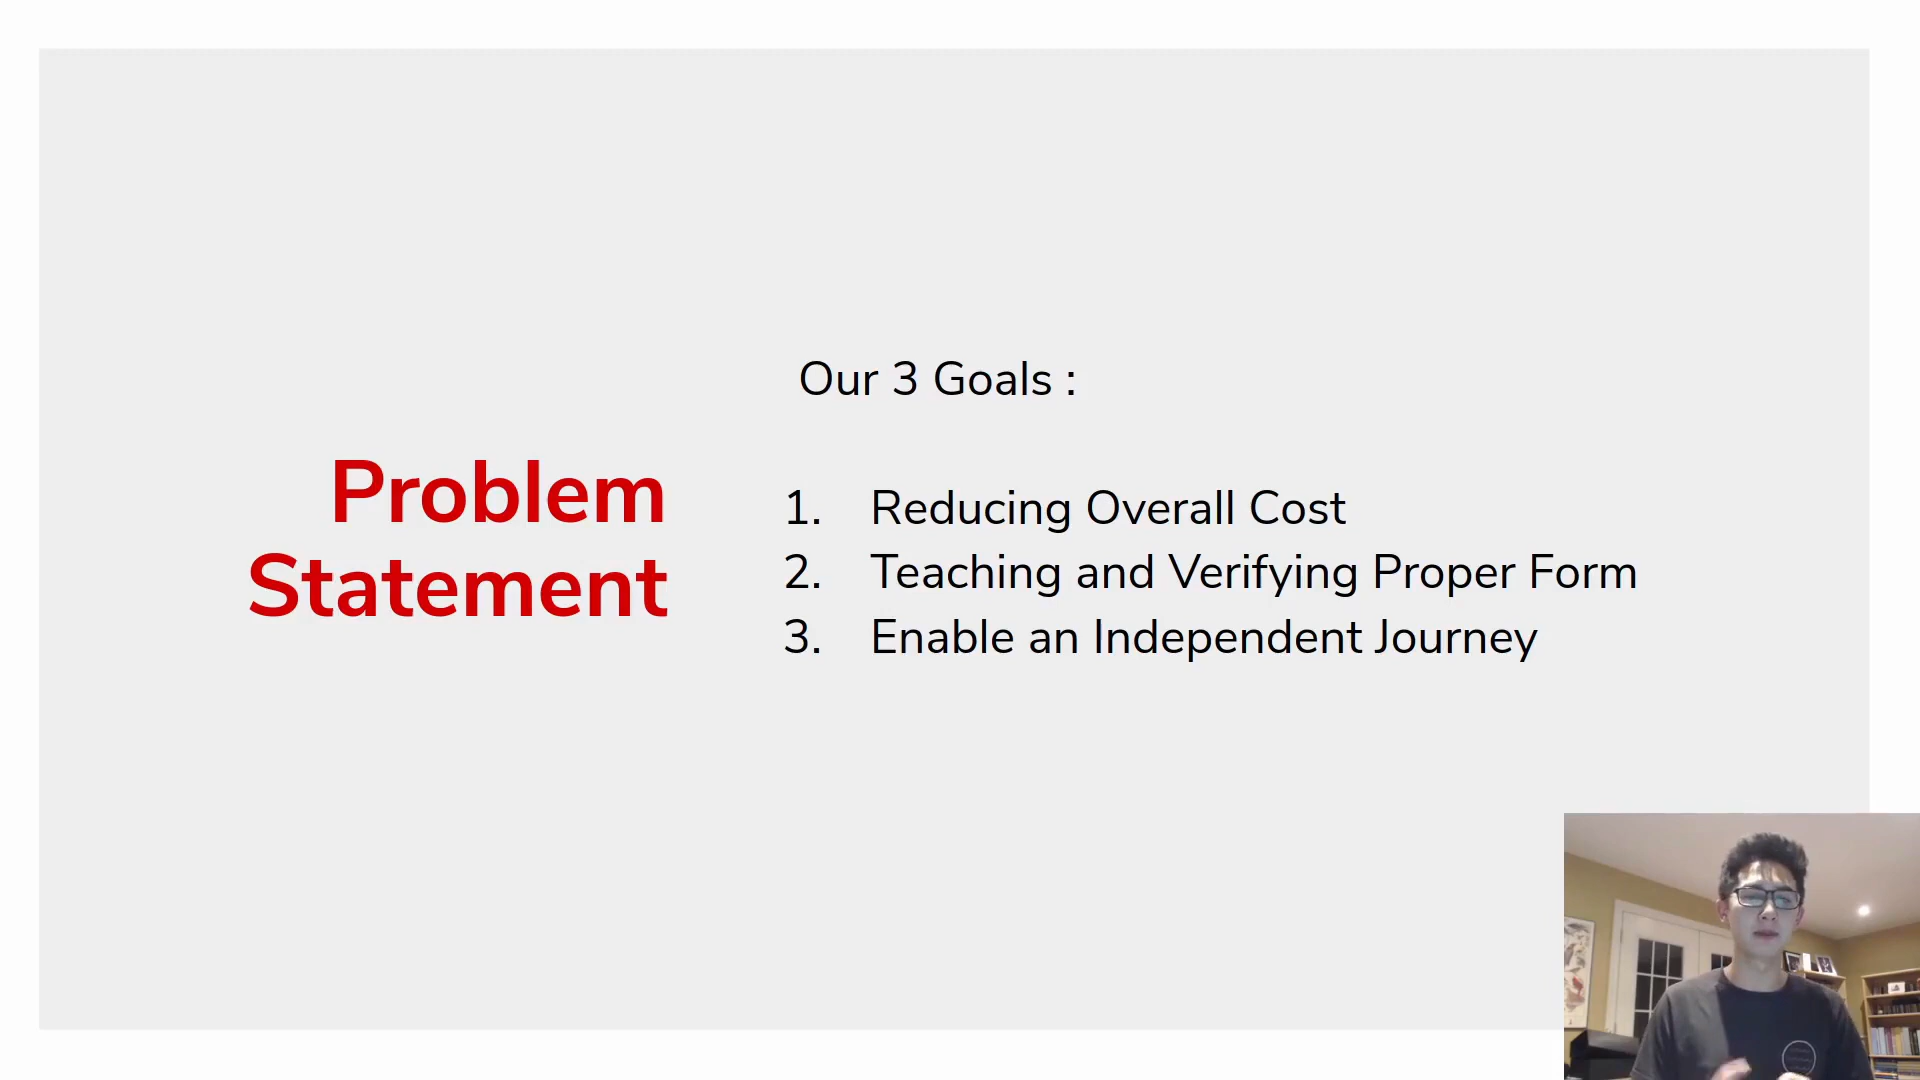 Problem
Statement
Our 3 Goals :
1. Reducing Overall Cost
2. Teaching and Verifying Proper Form
3. Enable an Independent Journey